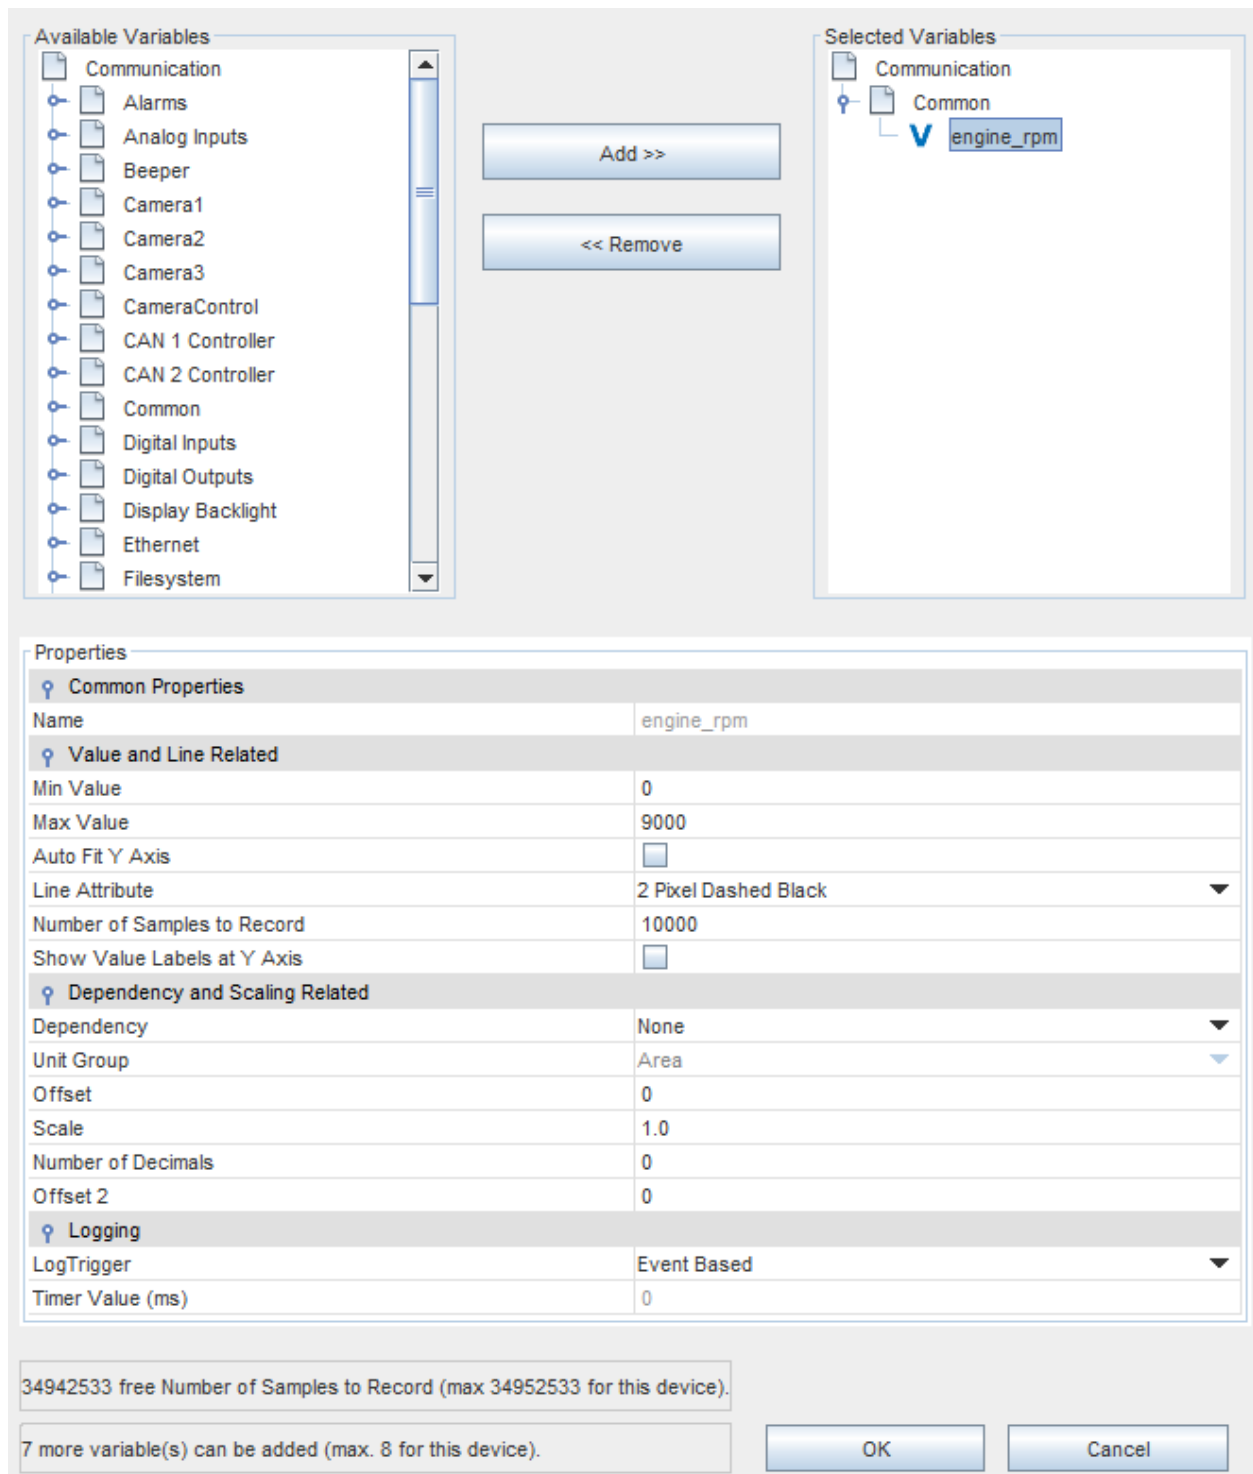 Available Variables
Communication
Alarms
Analog Inputs
Beeper
Camera1
Camera2
Camera3
CameraControl
CAN 1 Controller
CAN 2 Controller
Common
Digital Inputs
Digital Outputs
Display Backlight
Ethernet
Filesystem
Add >>
<< Remove
Selected Variables
Communication
Common
V engine_rpm
Properties
Common Properties
Name engine_rpm
Value and Line Related
Min Value 0
Max Value 9000
Auto Fit Y Axis
Line Attribute 2 Pixel Dashed Black
Number of Samples to Record 10000
Show Value Labels at Y Axis
Dependency and Scaling Related
Dependency None
Unit Group Area
Offset 0
Scale 1.0
Number of Decimals 0
Offset 2 0
Logging
LogTrigger Event Based
Timer Value (ms) 0
34942533 free Number of Samples to Record (max 34952533 for this device).
7 more variable(s) can be added (max. 8 for this device).
OK Cancel